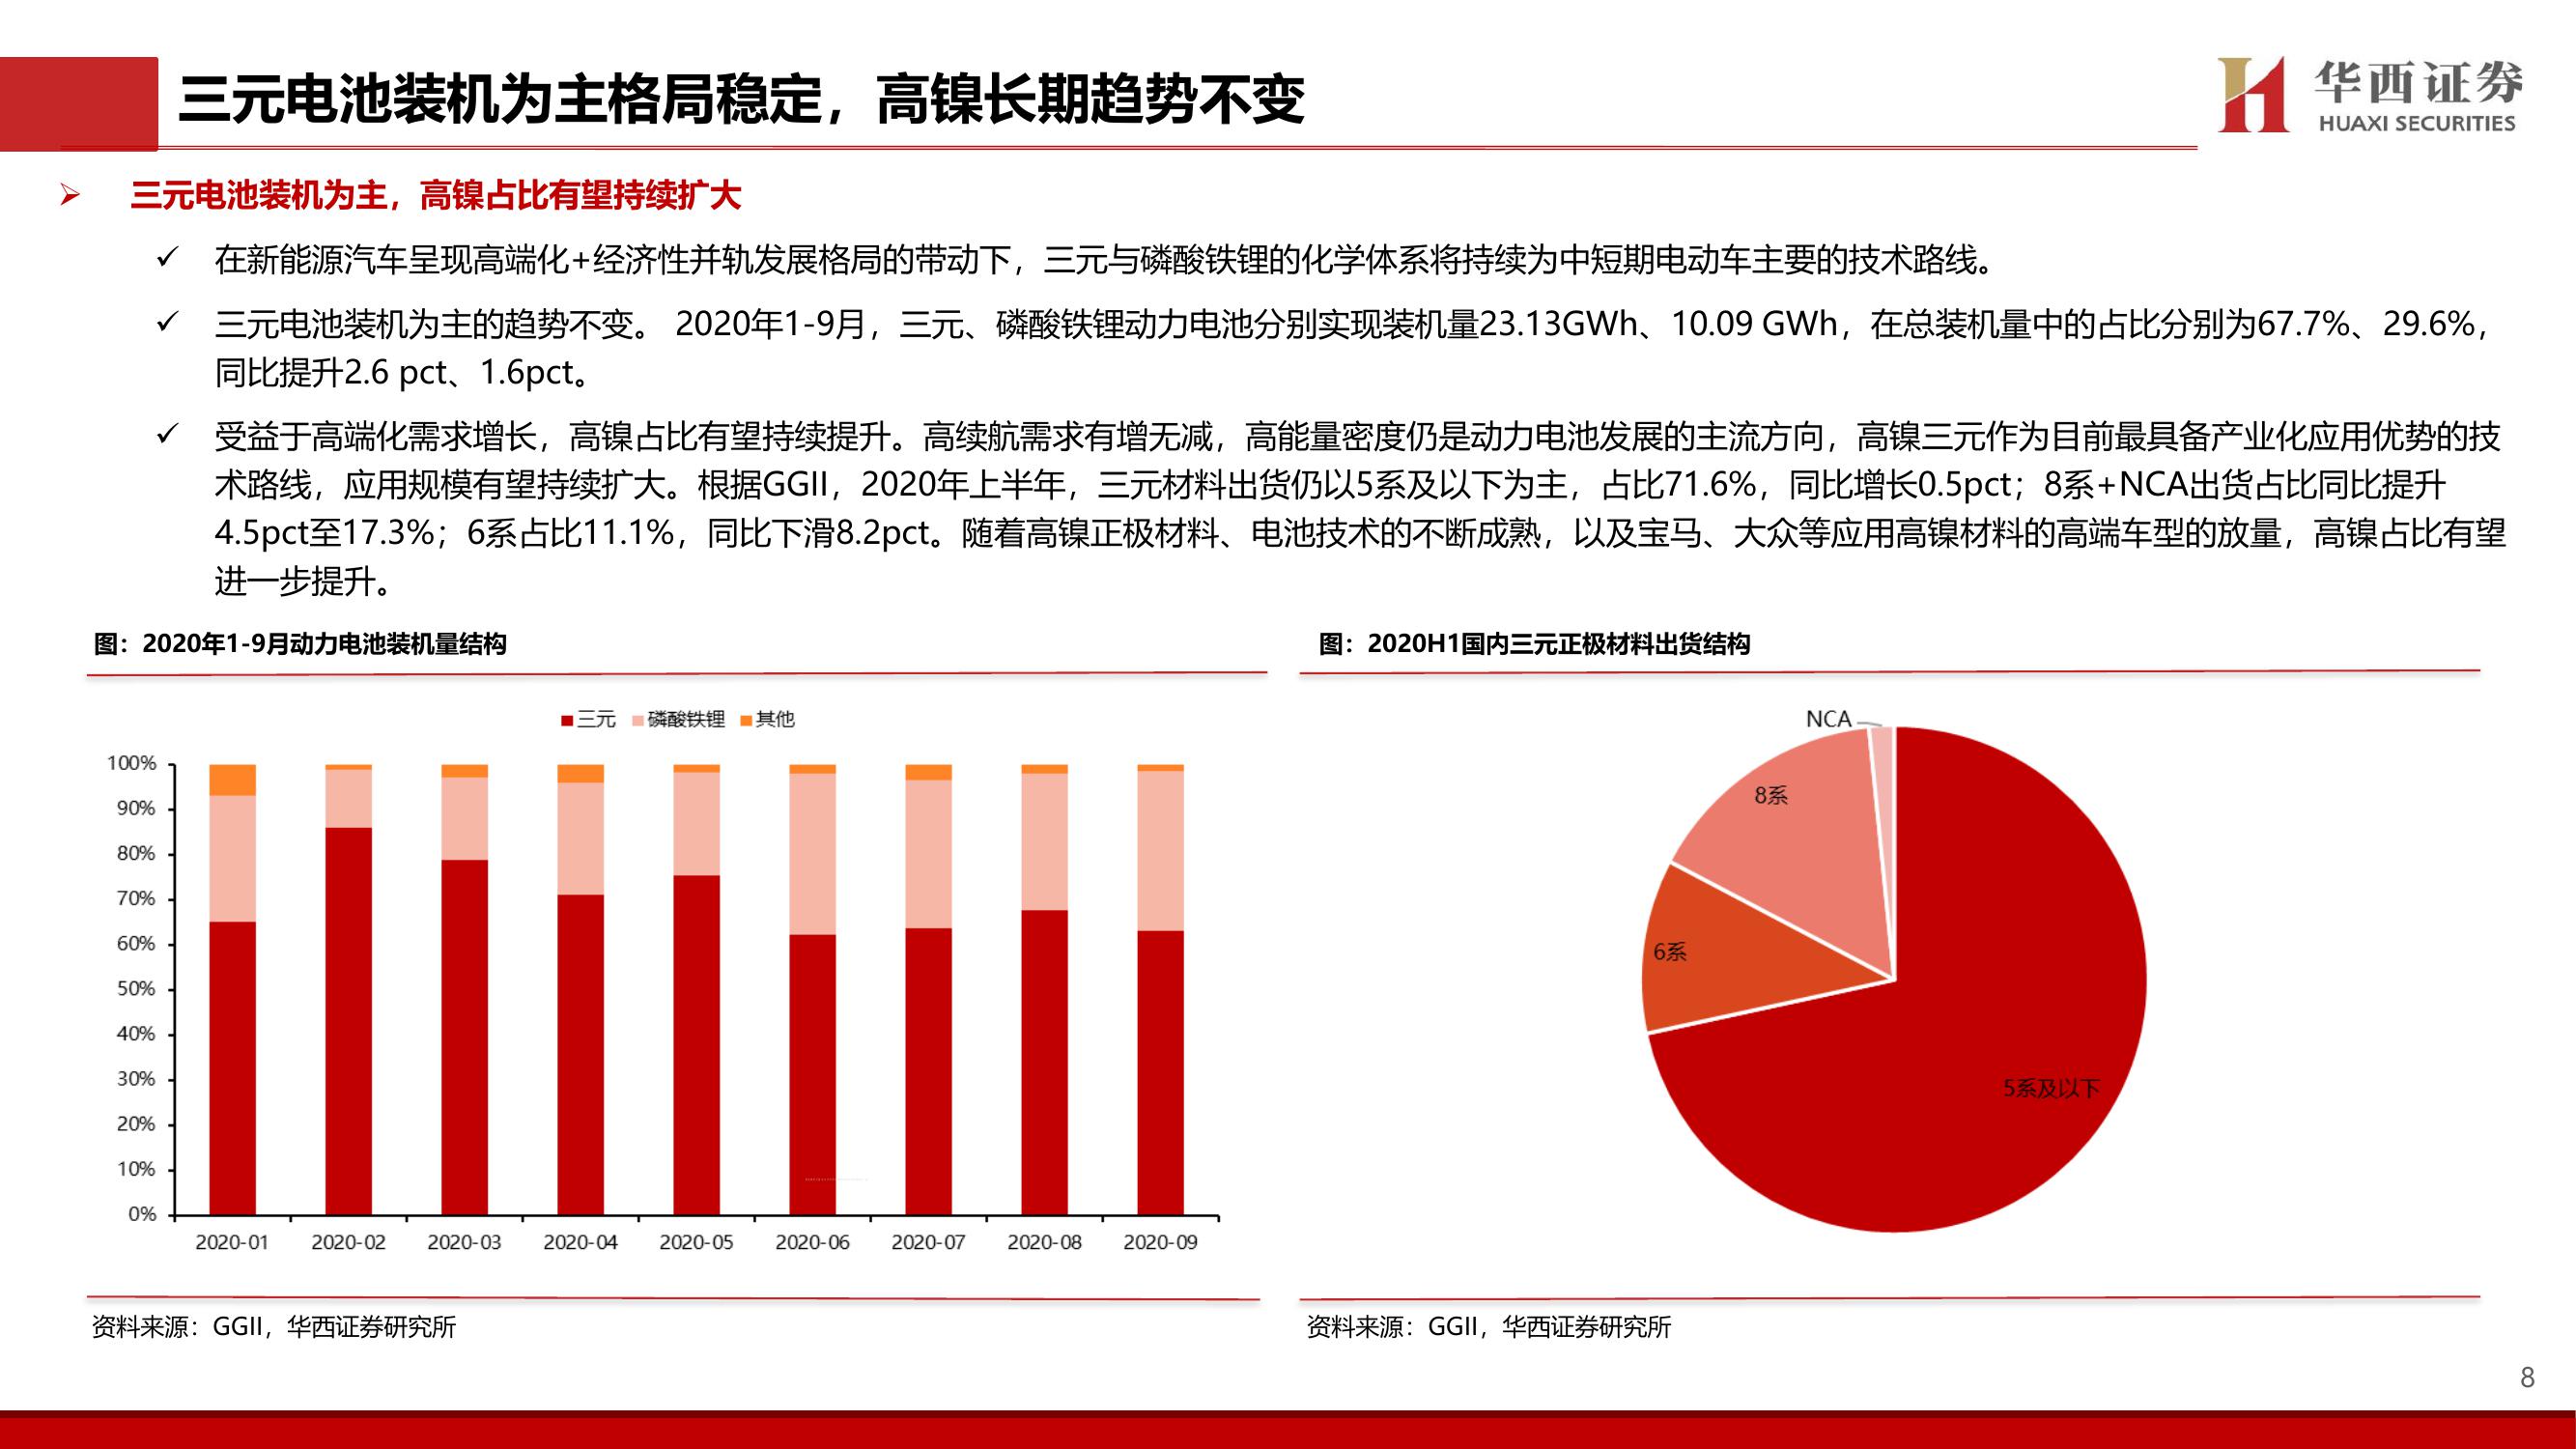 三元电池装机为主格局稳定，高镍长期趋势不变
华西证券
HUAXI SECURITIES
三元电池装机为主，高镍占比有望持续扩大
在新能源汽车呈现高端化+经济性并轨发展格局的带动下，三元与磷酸铁锂的化学体系将持续为中短期电动车主要的技术路线。
三元电池装机为主的趋势不变。 2020年1-9月，三元、磷酸铁锂动力电池分别实现装机量23.13GWh、10.09 GWh，在总装机量中的占比分别为67.7%、29.6%，
同比提升2.6 pct、1.6pct。
受益于高端化需求增长，高镍占比有望持续提升。高续航需求有增无减，高能量密度仍是动力电池发展的主流方向，高镍三元作为目前最具备产业化应用优势的技
术路线，应用规模有望持续扩大。根据GGII，2020年上半年，三元材料出货仍以5系及以下为主，占比71.6%，同比增长0.5pct；8系+NCA出货占比同比提升
4.5pct至17.3%；6系占比11.1%，同比下滑8.2pct。随着高镍正极材料、电池技术的不断成熟，以及宝马、大众等应用高镍材料的高端车型的放量，高镍占比有望
进一步提升。
图：2020年1-9月动力电池装机量结构
三元 磷酸铁锂 其他
100%
90%
80%
70%
60%
50%
40%
30%
20%
10%
0%
2020-01 2020-02 2020-03 2020-04 2020-05 2020-06 2020-07 2020-08 2020-09
资料来源：GGII，华西证券研究所
图：2020H1国内三元正极材料出货结构
NCA
8系
6系
5系及以下
资料来源：GGII，华西证券研究所
8